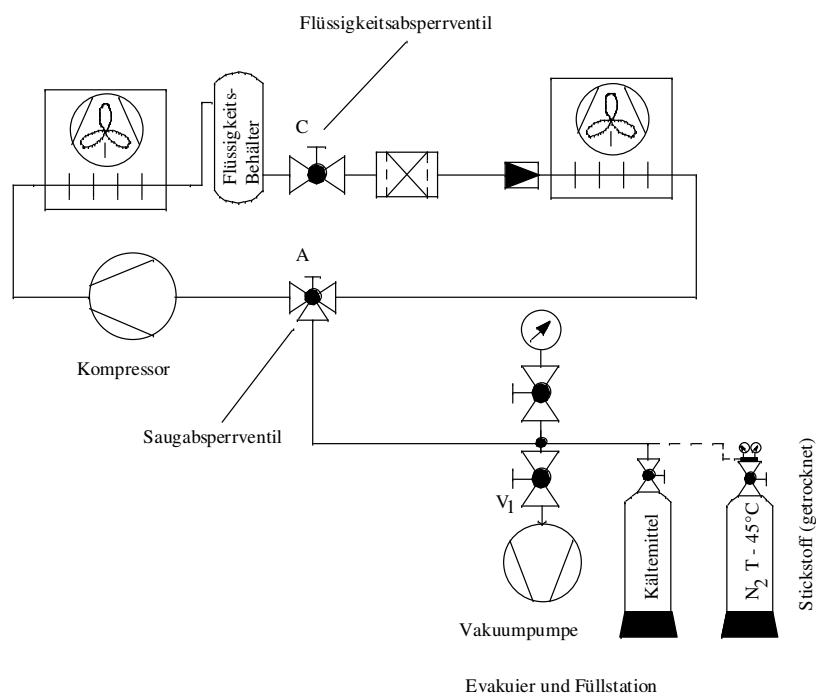 Flüssigkeitsabsperrventil
Flüssigkeits-
Behälter
C
A
Kompressor
Saugabsperrventil
V1
Vakuumpumpe
Kältemittel
N2 T - 45°C
Stickstoff (getrocknet)
Evakuier und Füllstation